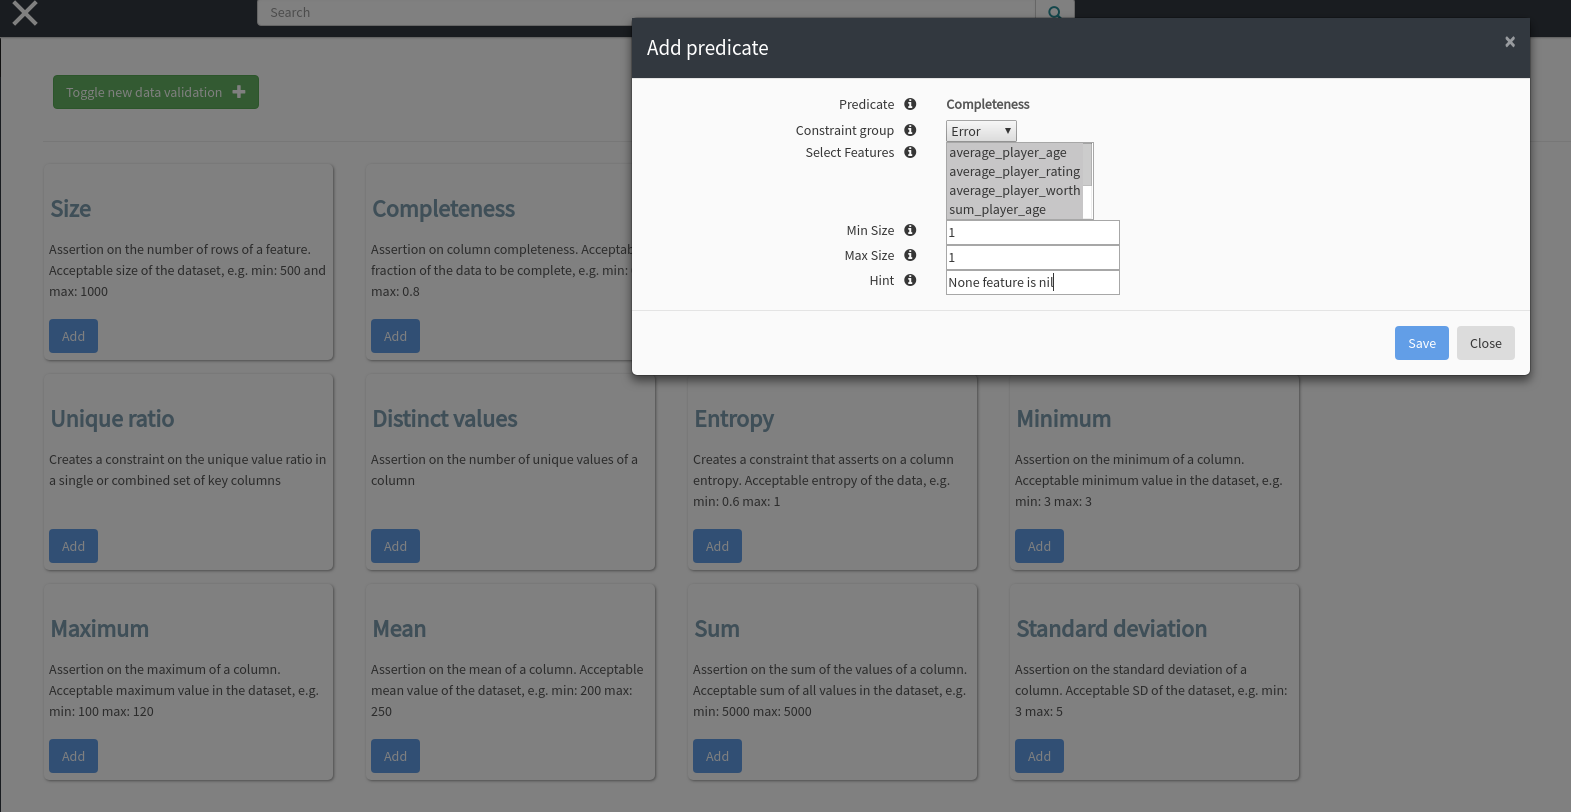 Search
Add predicate
×
Toggle new data validation
Predicate
Completeness
Constraint group
Error
Select Features
average_player_age
average_player_rating
average_player_worth
sum_player_age
Min Size
1
Max Size
1
Hint
None feature is nil
Save
Close
Size
Assertion on the number of rows of a feature.
Acceptable size of the dataset, e.g. min: 500 and
max: 1000
Add
Completeness
Assertion on column completeness.
fraction of the data to be complete, e.g. min:
max: 0.8
Add
Unique ratio
Creates a constraint on the unique value ratio in
a single or combined set of key columns
Add
Distinct values
Assertion on the number of unique values of a
column
Add
Entropy
Creates a constraint that asserts on a column
entropy. Acceptable entropy of the data, e.g.
min: 0.6 max: 1
Add
Minimum
Assertion on the minimum of a column.
Acceptable minimum value in the dataset, e.g.
min: 3 max: 3
Add
Maximum
Assertion on the maximum of a column.
Acceptable maximum value in the dataset, e.g.
min: 100 max: 120
Add
Mean
Assertion on the mean of a column. Acceptable
mean value of the dataset, e.g. min: 200 max:
250
Add
Sum
Assertion on the sum of the values of a column.
Acceptable sum of all values in the dataset, e.g.
min: 5000 max: 5000
Add
Standard deviation
Assertion on the standard deviation of a
column. Acceptable SD of the dataset, e.g. min:
3 max: 5
Add